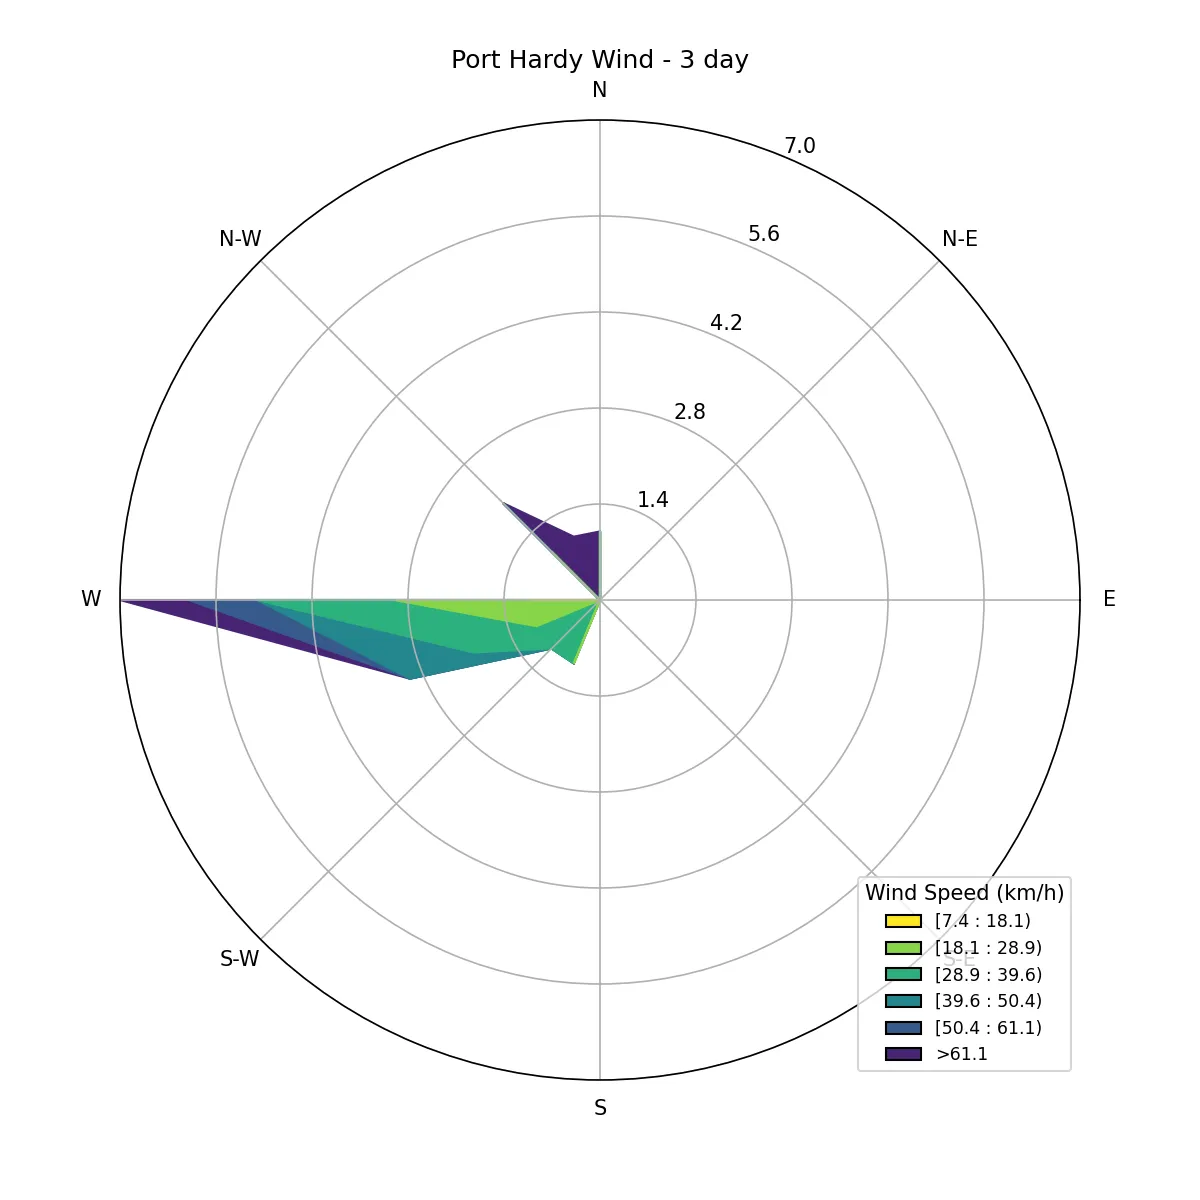 Port Hardy Wind - 3 day
N
7.0
N-W
5.6
N-E
4.2
2.8
1.4
W
E
S-W
S-E
S
Wind Speed (km/h)
[7.4 : 18.1)
[18.1 : 28.9)
[28.9 : 39.6)
[39.6 : 50.4)
[50.4 : 61.1)
>61.1